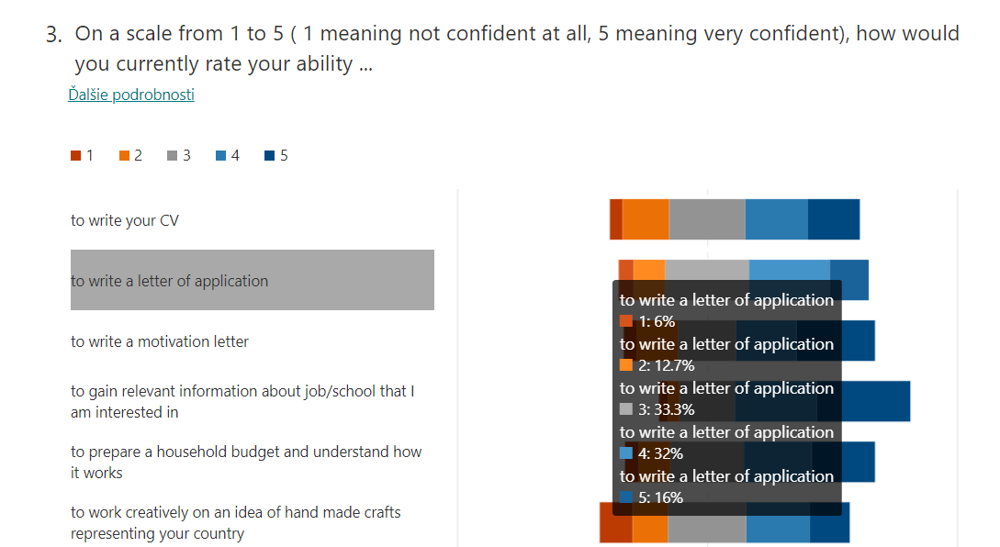 3. On a scale from 1 to 5 ( 1 meaning not confident at all, 5 meaning very confident), how would
you currently rate your ability ...
Ďalšie podrobnosti
1 2 3 4 5
to write your CV
to write a letter of application
to write a motivation letter
to gain relevant information about job/school that I
am interested in
to prepare a household budget and understand how
it works
to work creatively on an idea of hand made crafts
representing your country
to write a letter of application
1: 6%
to write a letter of application
2: 12.7%
to write a letter of application
3: 33.3%
to write a letter of application
4: 32%
to write a letter of application
5: 16%